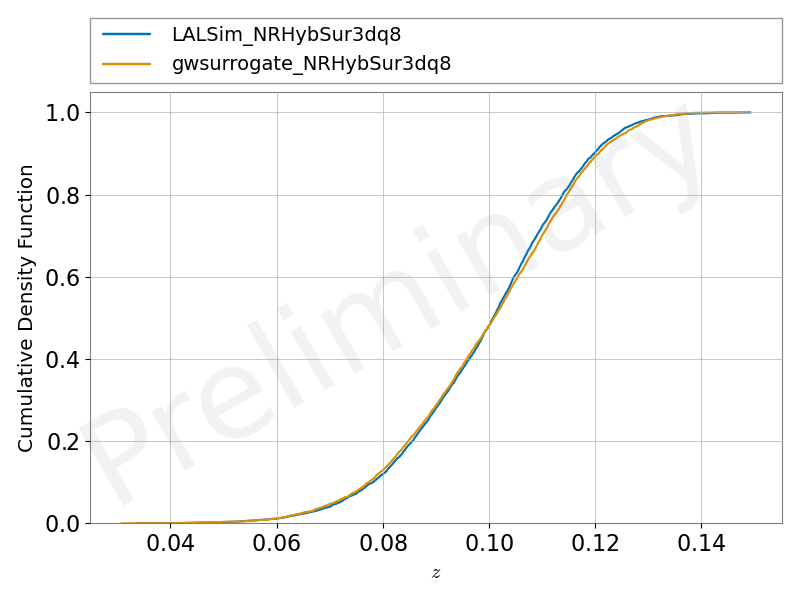 LALSim_NRHybSur3dq8
gwsurrogate_NRHybSur3dq8
Preliminary
Cumulative Density Function
1.0
0.8
0.6
0.4
0.2
0.0
0.04 0.06 0.08 0.10 0.12 0.14
z